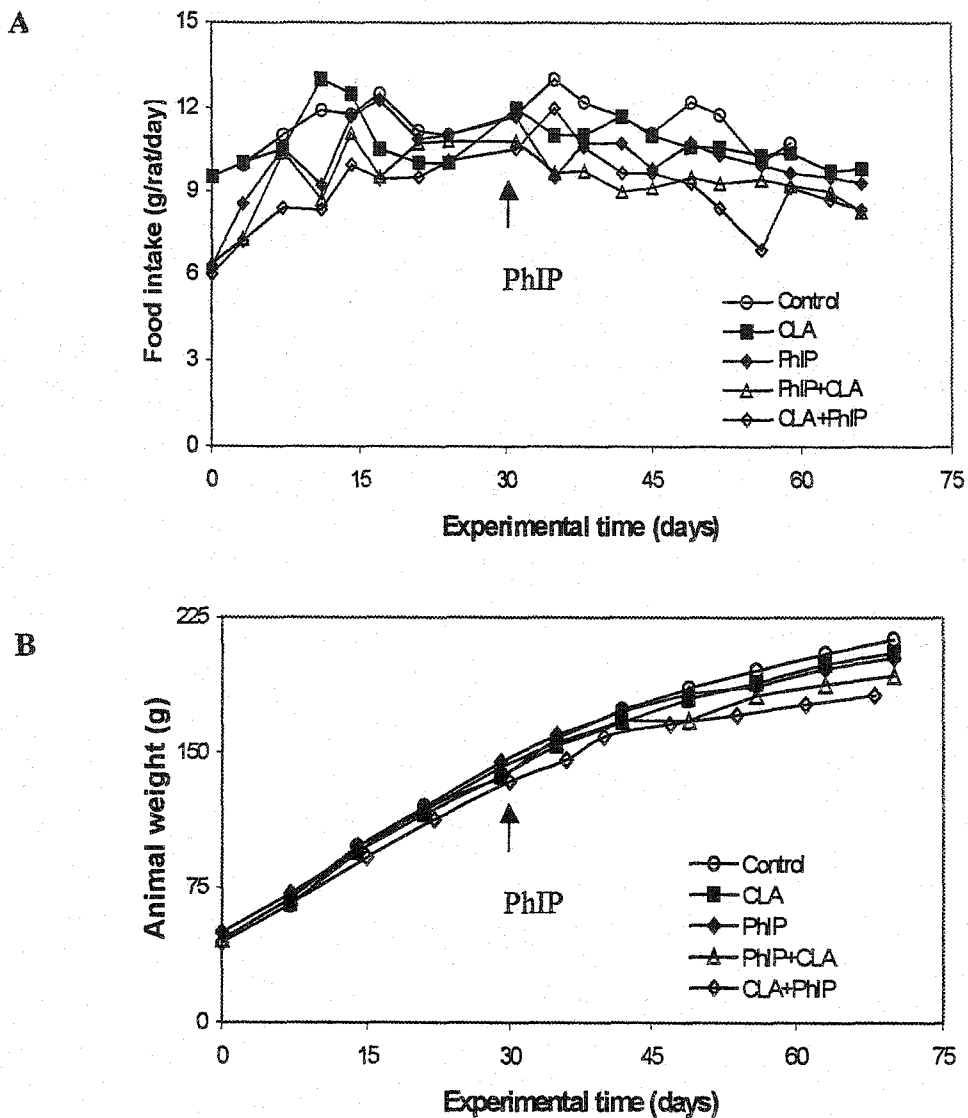 A
Food intake (g/rat/day)
15
12
9
6
3
0
PhIP
Control
CLA
PhIP
PhIP+CLA
CLA+PhIP
0 15 30 45 60 75
Experimental time (days)
B
Animal weight (g)
225
150
75
0
PhIP
Control
CLA
PhIP
PhIP+CLA
CLA+PhIP
0 15 30 45 60 75
Experimental time (days)